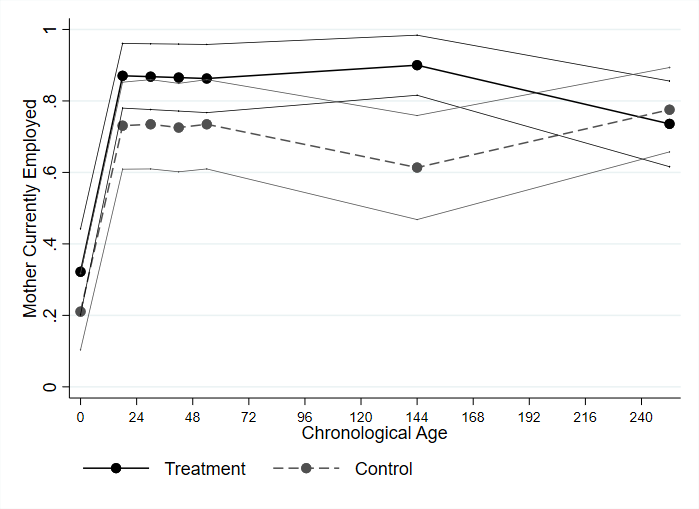 Mother Currently Employed
1
.8
.6
.4
.2
0
0 24 48 72 96 120 144 168 192 216 240
Chronological Age
Treatment Control